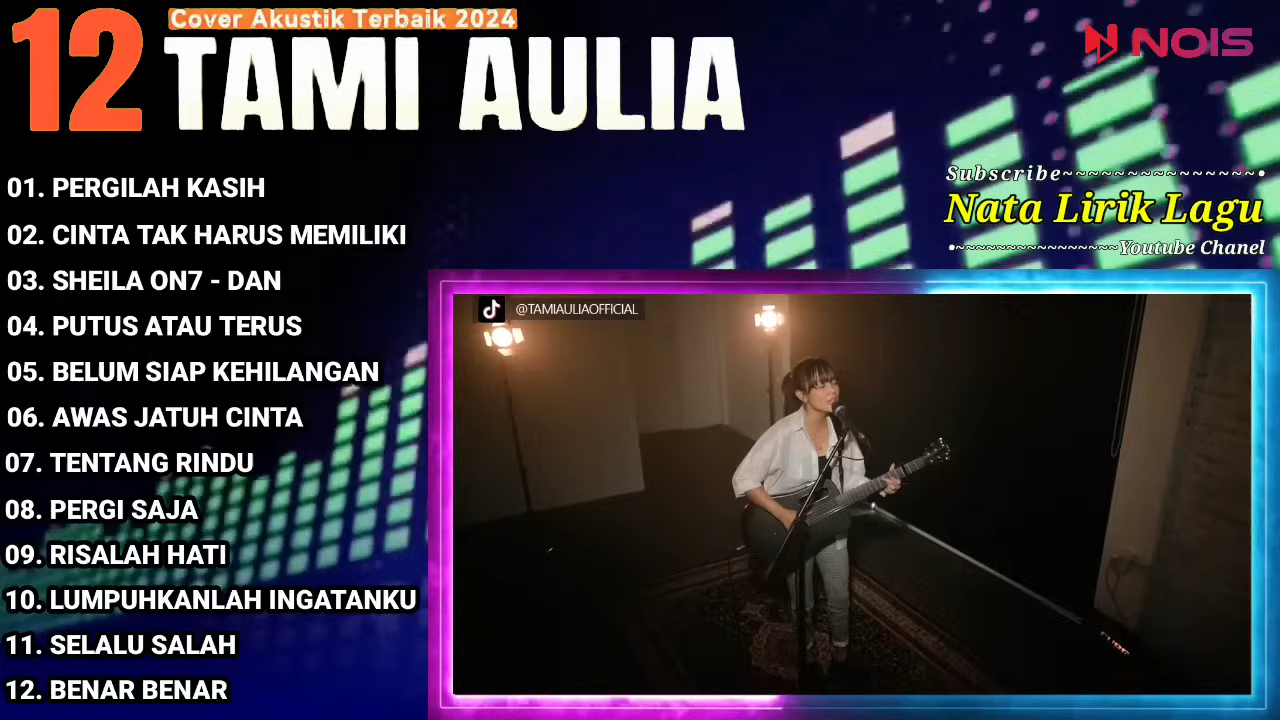 12
Cover Akustik Terbaik 2024
TAMI AULIA
NOIS
Subscribe~~~~~~~~~~~~~~~•
Nata Lirik Lagu
•~~~~~~~~~~~~~~~~Youtube Chanel
01. PERGILAH KASIH
02. CINTA TAK HARUS MEMILIKI
03. SHEILA ON7 - DAN
04. PUTUS ATAU TERUS
05. BELUM SIAP KEHILANGAN
06. AWAS JATUH CINTA
07. TENTANG RINDU
08. PERGI SAJA
09. RISALAH HATI
10. LUMPUHKANLAH INGATANKU
11. SELALU SALAH
12. BENAR BENAR
@TAMIAULIAOFFICIAL